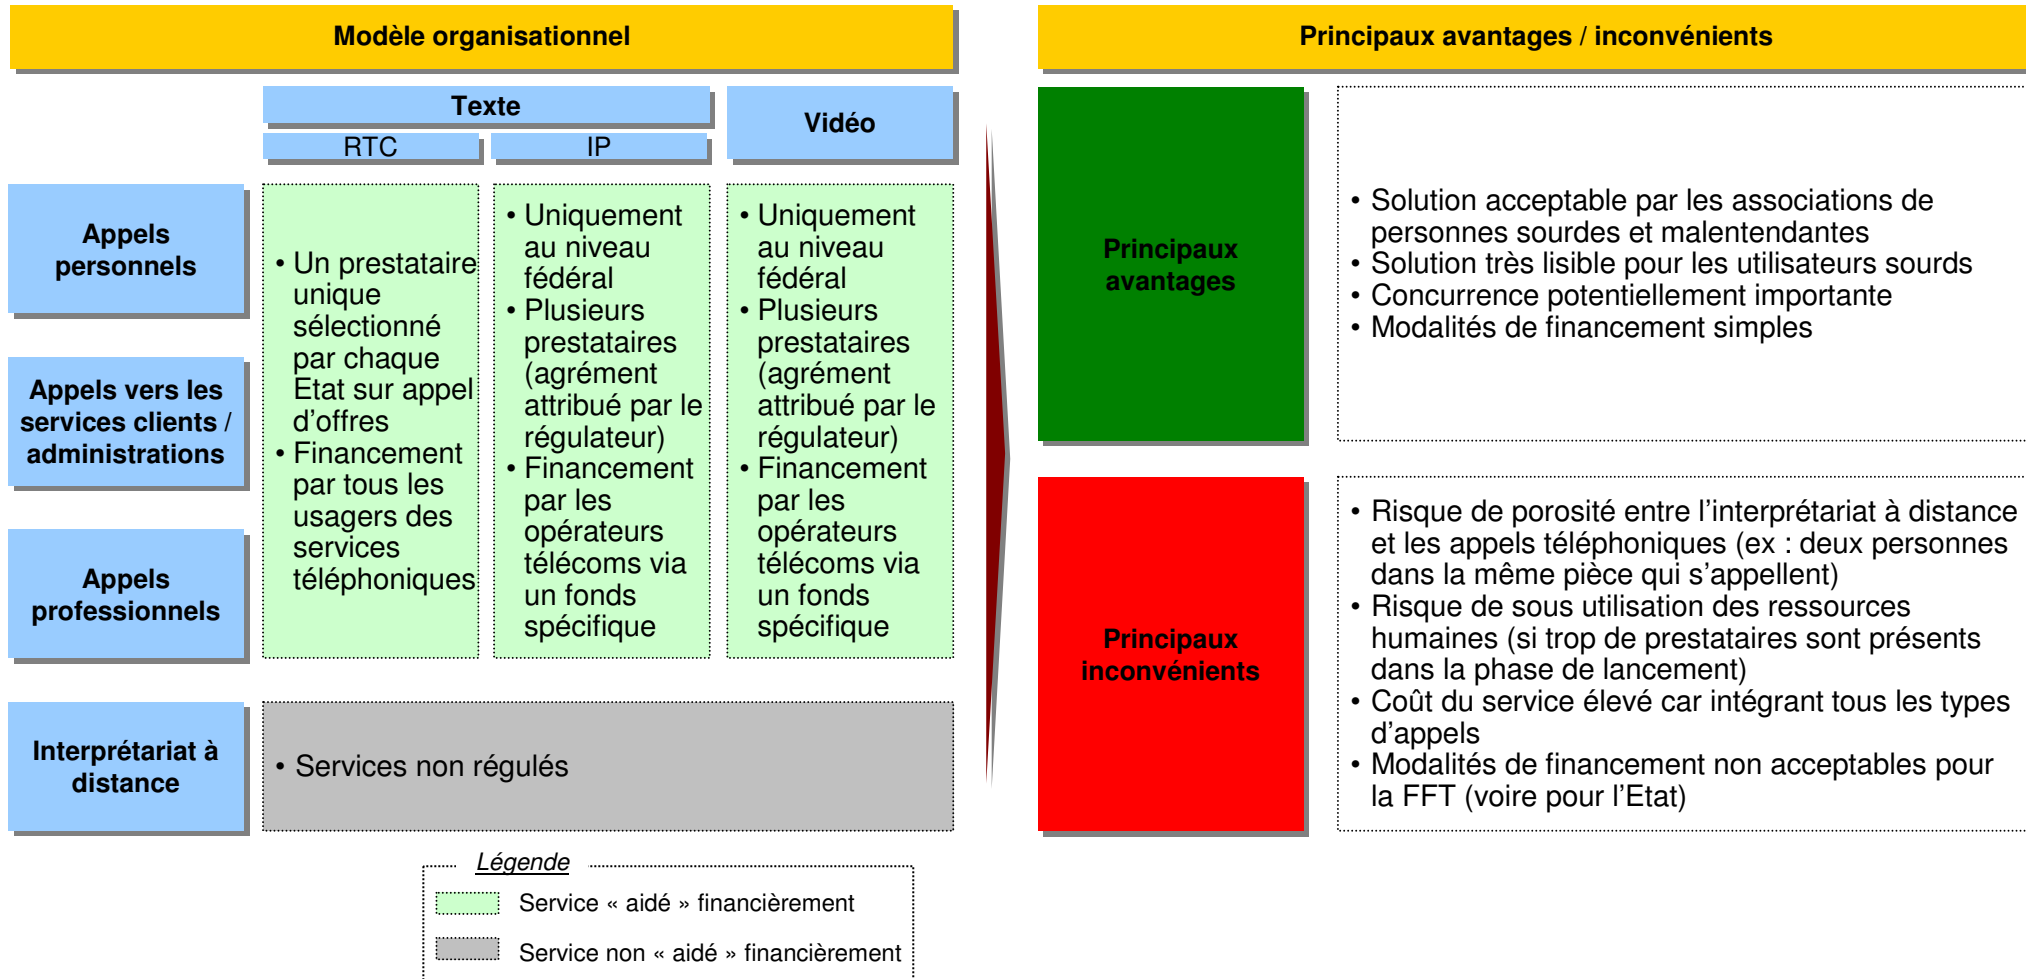 Modèle organisationnel
Texte
Vidéo
RTC
IP
Appels
personnels
Appels vers les
services clients /
administrations
Appels
professionnels
• Un prestataire
unique
sélectionné
par chaque
Etat sur appel
d’offres
• Financement
par tous les
usagers des
services
téléphoniques
• Uniquement
au niveau
fédéral
• Plusieurs
prestataires
(agrément
attribué par le
régulateur)
• Financement
par les
opérateurs
télécoms via
un fonds
spécifique
• Uniquement
au niveau
fédéral
• Plusieurs
prestataires
(agrément
attribué par le
régulateur)
• Financement
par les
opérateurs
télécoms via
un fonds
spécifique
Interprétariat à
distance
• Services non régulés
Légende
Service « aidé » financièrement
Service non « aidé » financièrement
Principaux avantages / inconvénients
Principaux
avantages
• Solution acceptable par les associations de
personnes sourdes et malentendantes
• Solution très lisible pour les utilisateurs sourds
• Concurrence potentiellement importante
• Modalités de financement simples
Principaux
inconvénients
• Risque de porosité entre l’interprétariat à distance
et les appels téléphoniques (ex : deux personnes
dans la même pièce qui s’appellent)
• Risque de sous utilisation des ressources
humaines (si trop de prestataires sont présents
dans la phase de lancement)
• Coût du service élevé car intégrant tous les types
d’appels
• Modalités de financement non acceptables pour
la FFT (voire pour l’Etat)